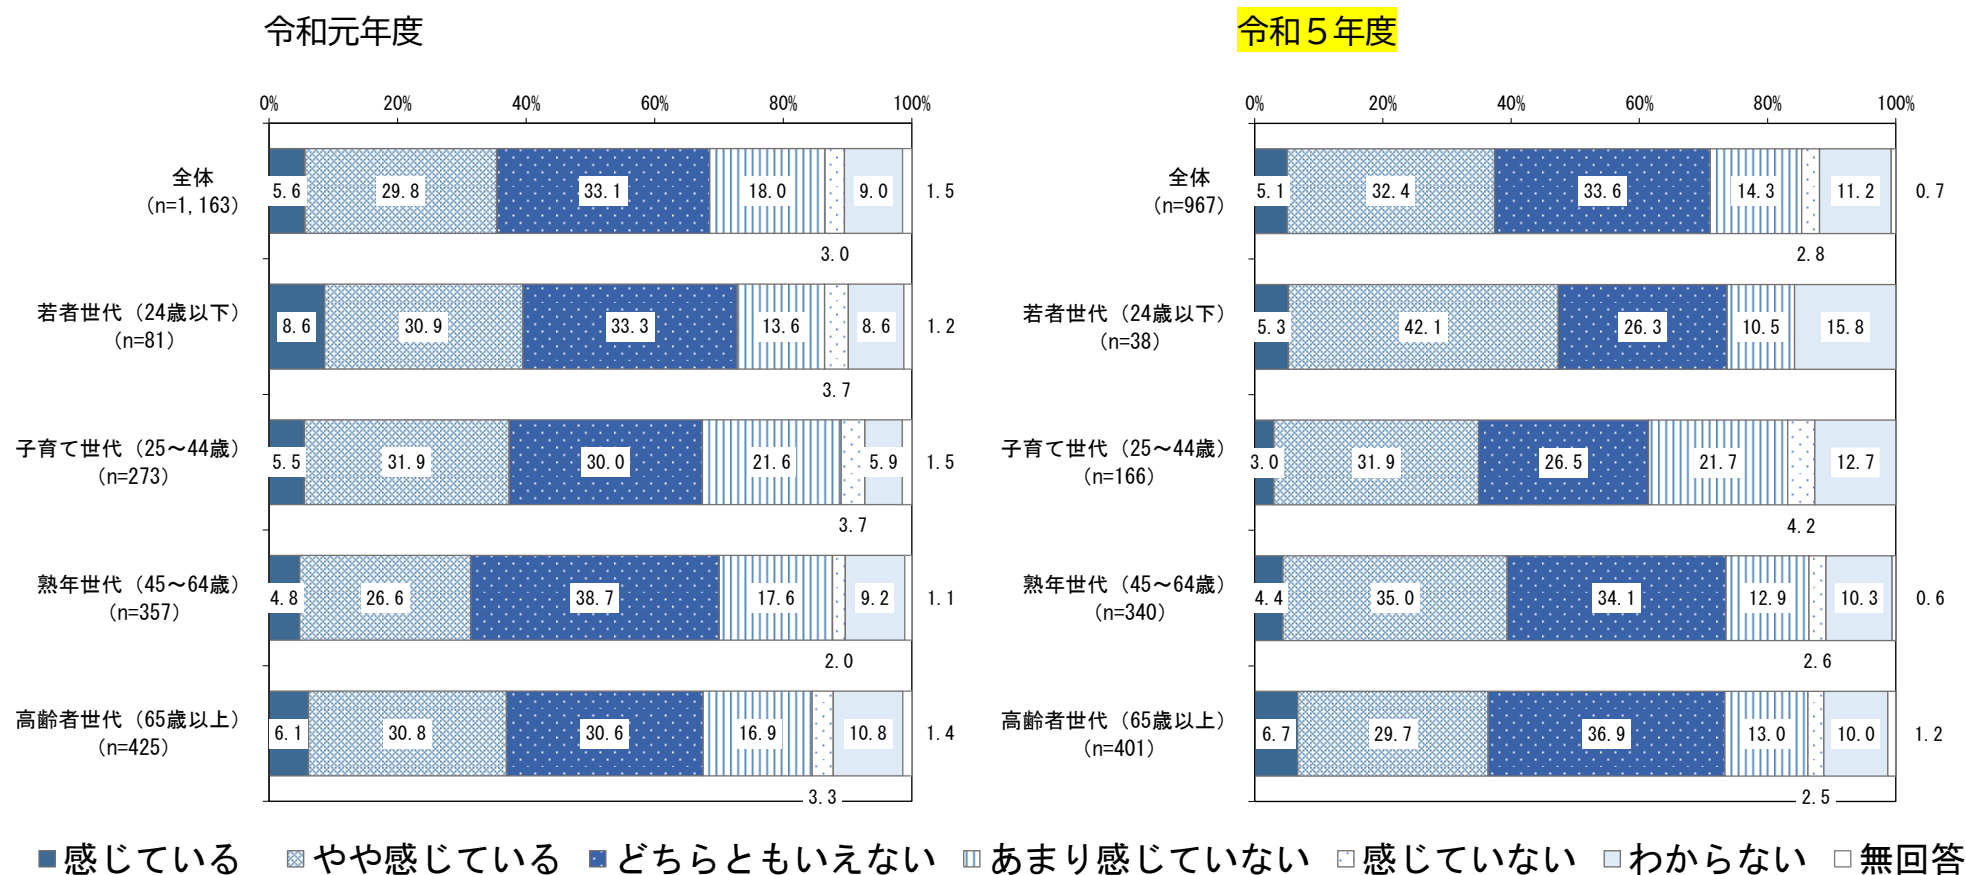 令和元年度
0% 20% 40% 60% 80% 100%
全体
(n=1,163)
5.6 29.8 33.1 18.0 9.0 1.5
3.0
若者世代（24歳以下）
(n=81)
8.6 30.9 33.3 13.6 8.6 1.2
3.7
子育て世代（25～44歳）
(n=273)
5.5 31.9 30.0 21.6 5.9 1.5
3.7
熟年世代（45～64歳）
(n=357)
4.8 26.6 38.7 17.6 9.2 1.1
2.0
高齢者世代（65歳以上）
(n=425)
6.1 30.8 30.6 16.9 10.8 1.4
3.3
令和５年度
0% 20% 40% 60% 80% 100%
全体
(n=967)
5.1 32.4 33.6 14.3 11.2 0.7
2.8
若者世代（24歳以下）
(n=38)
5.3 42.1 26.3 10.5 15.8
子育て世代（25～44歳）
(n=166)
3.0 31.9 26.5 21.7 12.7
4.2
熟年世代（45～64歳）
(n=340)
4.4 35.0 34.1 12.9 10.3 0.6
2.6
高齢者世代（65歳以上）
(n=401)
6.7 29.7 36.9 13.0 10.0 1.2
2.5
感じている やや感じている どちらともいえない あまり感じていない 感じていない わからない 無回答